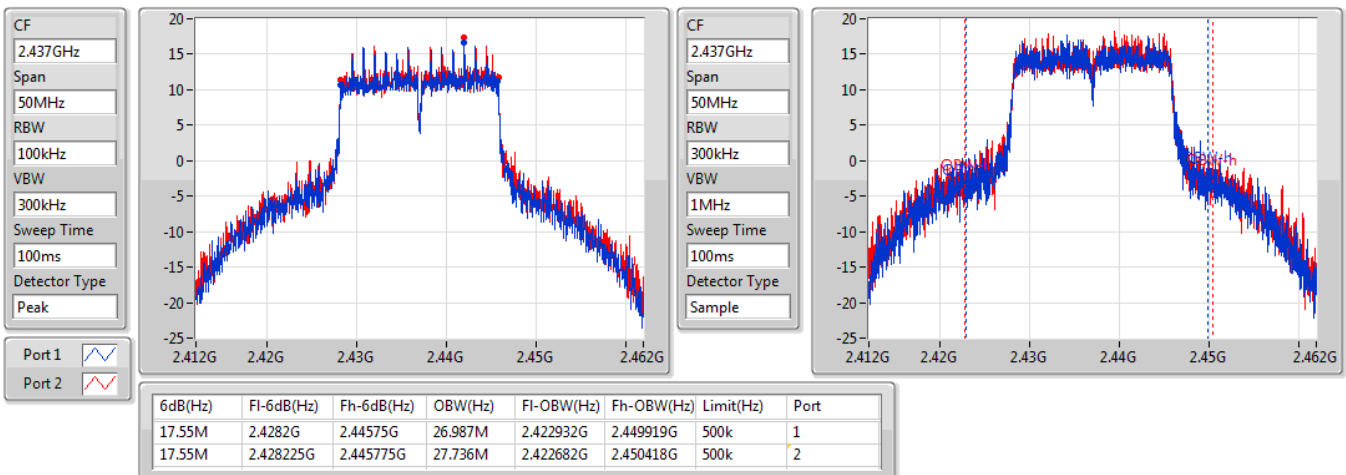 CF
2.437GHz
Span
50MHz
RBW
100kHz
VBW
300kHz
Sweep Time
100ms
Detector Type
Peak
Port 1
Port 2
20
15
10
5
0
-5
-10
-15
-20
-25
2.412G 2.42G 2.43G 2.44G 2.45G 2.462G
CF
2.437GHz
Span
50MHz
RBW
300kHz
VBW
1MHz
Sweep Time
100ms
Detector Type
Sample
20
15
10
5
0
-5
-10
-15
-20
-25
2.412G 2.42G 2.43G 2.44G 2.45G 2.462G
OBW-h
6dB(Hz) Fl-6dB(Hz) Fh-6dB(Hz) OBW(Hz) Fl-OBW(Hz) Fh-OBW(Hz) Limit(Hz) Port
17.55M 2.4282G 2.44575G 26.987M 2.422932G 2.449919G 500k 1
17.55M 2.428225G 2.445775G 27.736M 2.422682G 2.450418G 500k 2